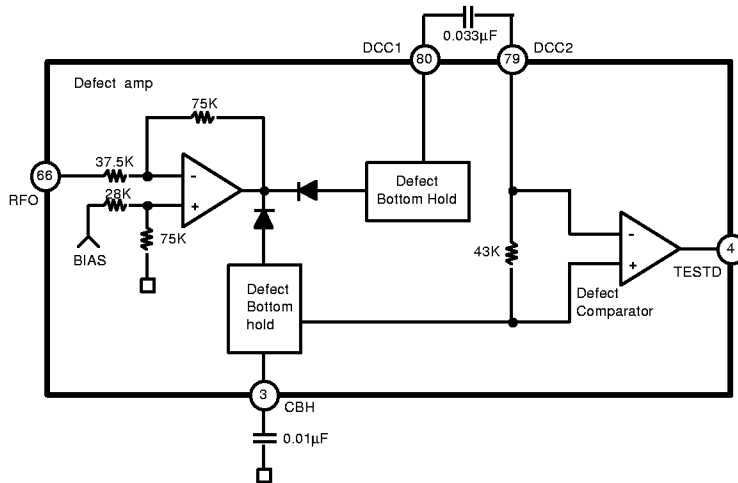 DCC1
0.033µF
DCC2
80
79
Defect amp
75K
66
37.5K
-
RFO
28K
+
Defect
Bottom Hold
75K
BIAS
43K
-
+
4
TESTD
Defect
Bottom
hold
Defect
Comparator
3
CBH
0.01µF